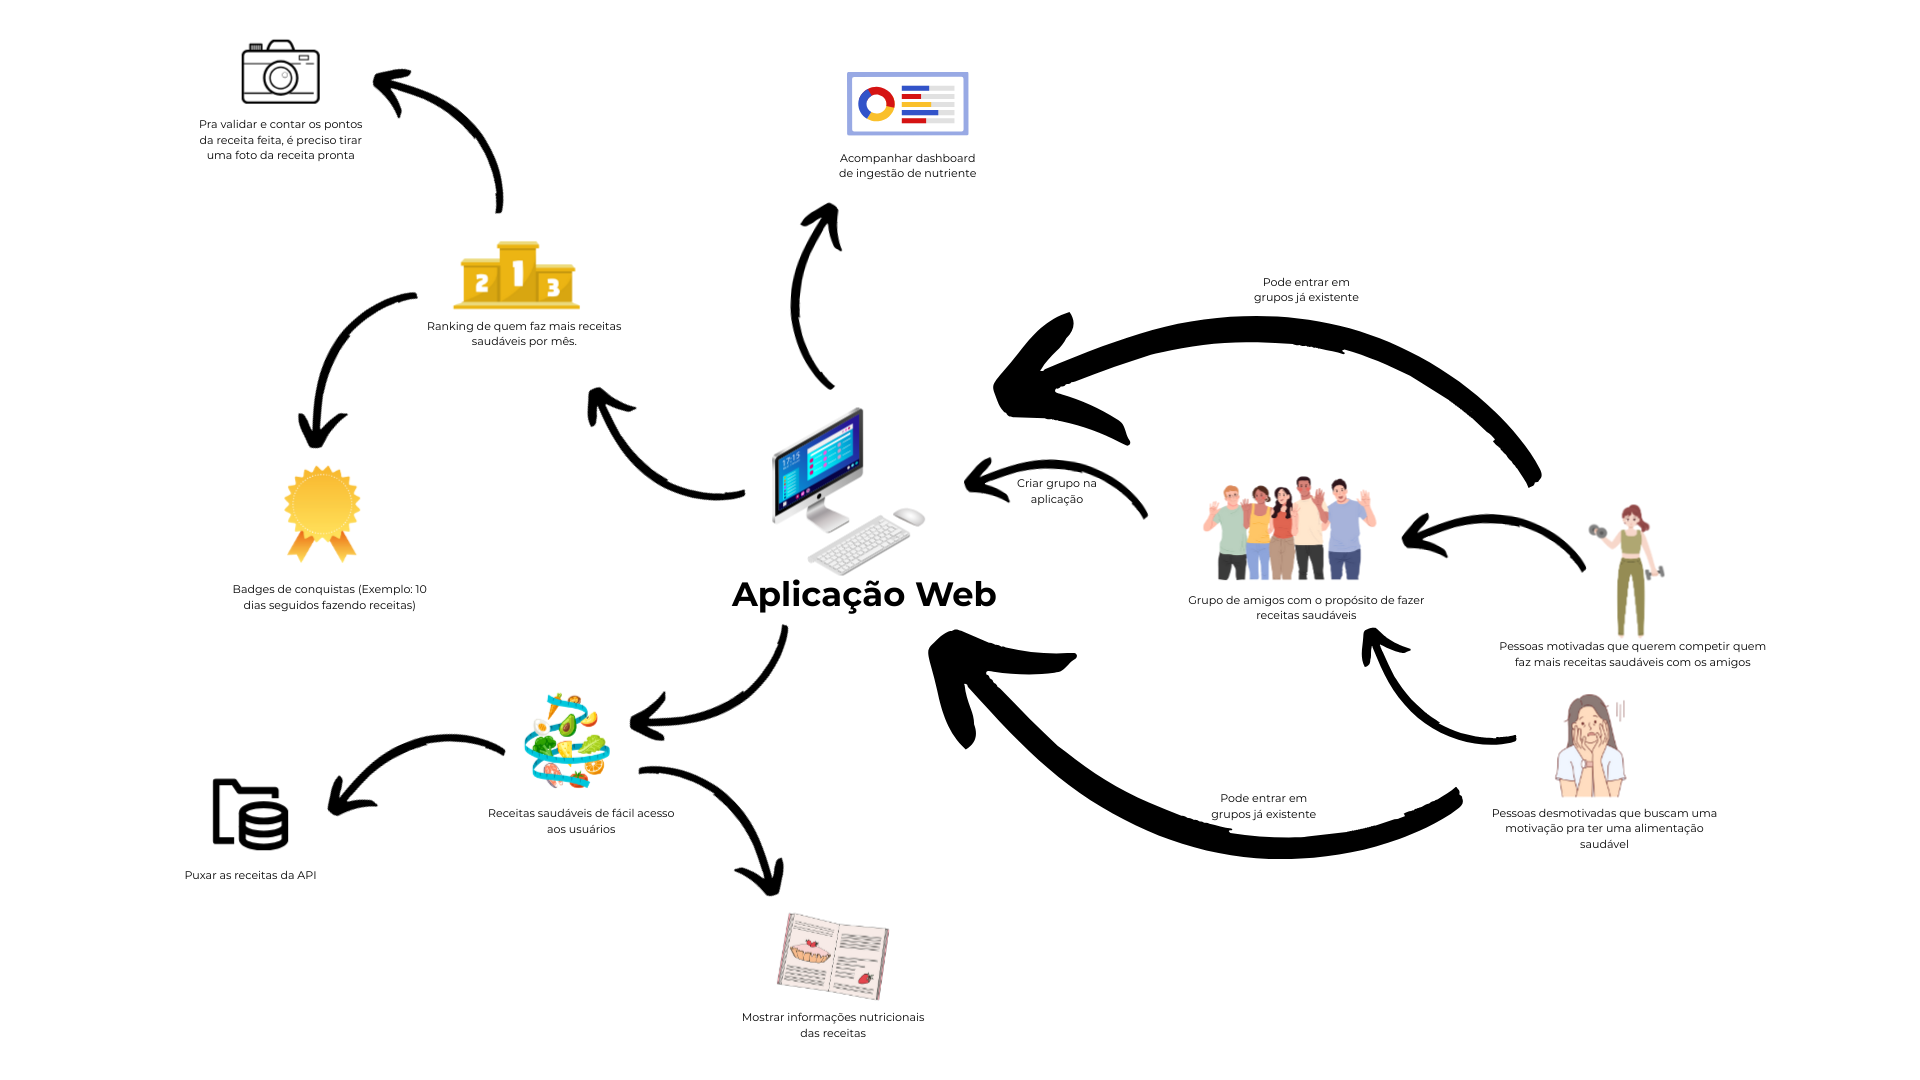 Pra validar e contar os pontos
da receita feita, é preciso tirar
uma foto da receita pronta
Acompanhar dashboard
de ingestão de nutriente
2
1
3
Ranking de quem faz mais receitas
saudáveis por mês.
Pode entrar em
grupos já existente
17:15
Criar grupo na
aplicação
Badges de conquistas (Exemplo: 10
dias seguidos fazendo receitas)
Aplicação Web
Grupo de amigos com o propósito de fazer
receitas saudáveis
Pessoas motivadas que querem competir quem
faz mais receitas saudáveis com os amigos
Receitas saudáveis de fácil acesso
aos usuários
Pode entrar em
grupos já existente
Pessoas desmotivadas que buscam uma
motivação pra ter uma alimentação
saudável
Puxar as receitas da API
Mostrar informações nutricionais
das receitas